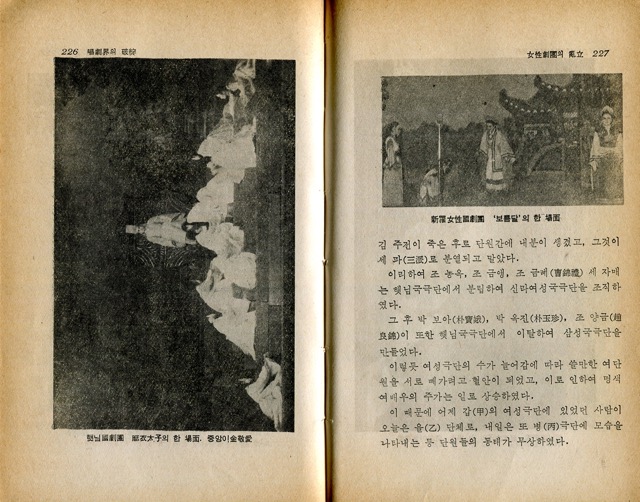 226 唱劇界의
햇님國劇團 麻衣太子의 한 場面. 중앙이金敬愛
女性劇團의 亂立 227
新羅女性國劇團 '보름달'의 한 場面
김 주전이 죽은 후로 단원간에 내분이 생겼고, 그것이
세 파(三派)로 분열되고 말았다.
이리하여 조 농옥, 조 금앵, 조 금례(曺錦禮) 세 자매
는 햇님국극단에서 분립하여 신라여성국극단을 조직하
였다.
그 후 박 보아(朴寶娥), 박 옥진(朴玉珍), 조 양금(趙
良錦)이 또한 햇님국극단에서 이탈하여 삼성국극단을
만들었다.
이렇듯 여성극단의 수가 늘어감에 따라 쓸만한 여단
원을 서로 빼가려고 혈안이 되었고, 이로 인하여 명색
여배우의 주가는 일로 상승하였다.
이 때문에 어제 갑(甲)의 여성극단에 있었던 사람이
오늘은 을(乙) 단체로, 내일은 또 병(丙)극단에 모습을
나타내는 등 단원들의 동태가 무상하였다.